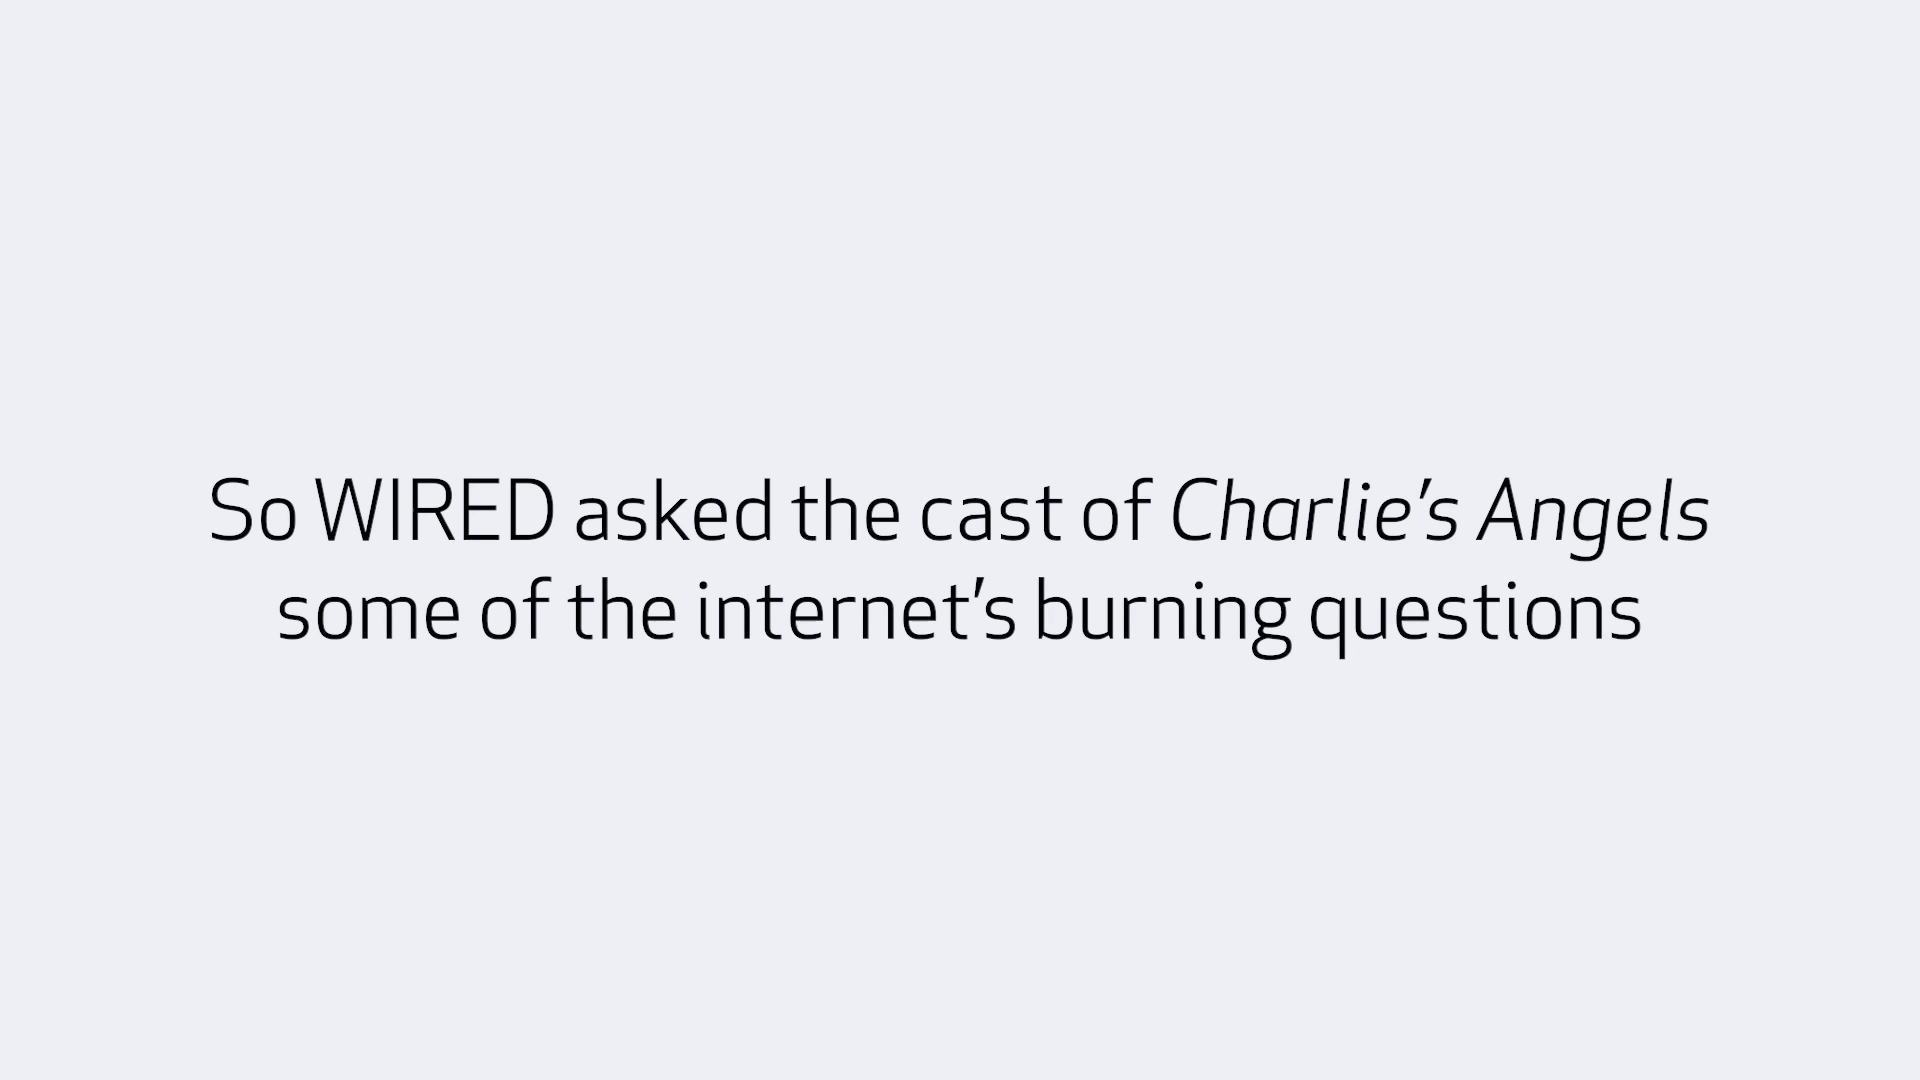 So WIRED asked the cast of Charlie’s Angels
some of the internet’s burning questions